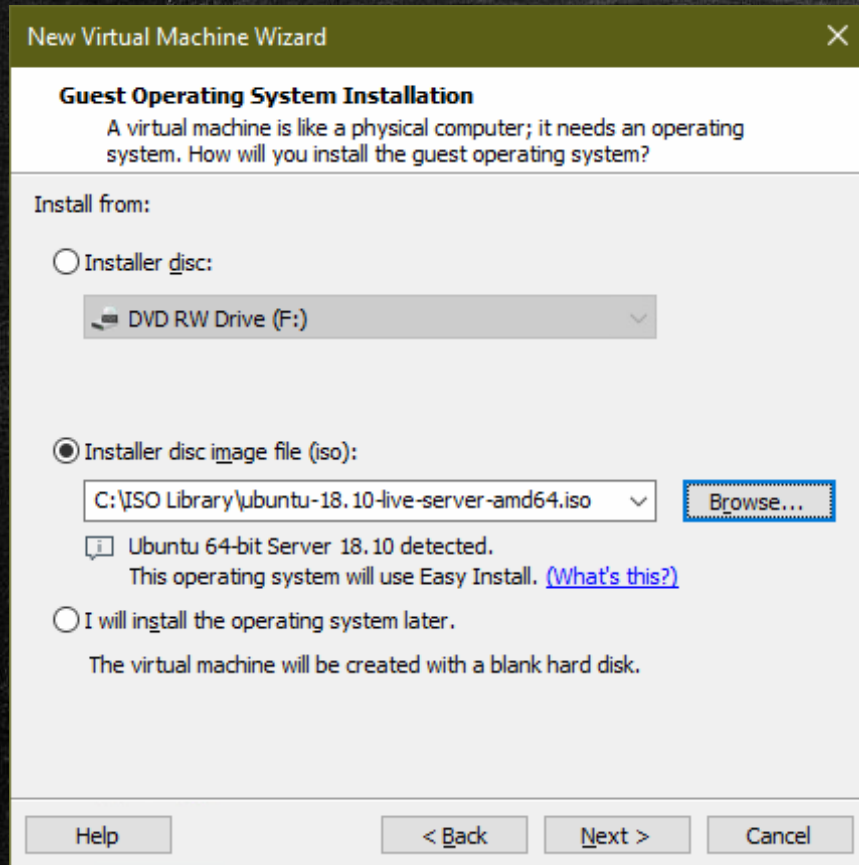 New Virtual Machine Wizard
Guest Operating System Installation
A virtual machine is like a physical computer; it needs an operating
system. How will you install the guest operating system?
Install from:
Installer disc:
DVD RW Drive (F:)
Installer disc image file (iso):
C:\ISO Library\ubuntu-18.10-live-server-amd64.iso
Browse...
Ubuntu 64-bit Server 18.10 detected.
This operating system will use Easy Install. (What's this?)
I will install the operating system later.
The virtual machine will be created with a blank hard disk.
Help
< Back
Next >
Cancel